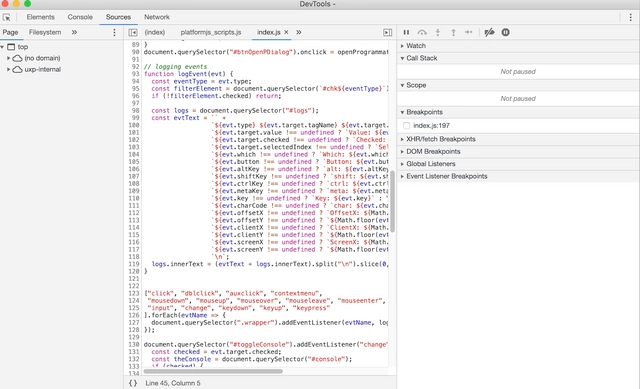 DevTools -
Elements Console Sources Network
Page » (index) platformjs_scripts.js index.js × »
top
(no domain)
uxp-internal
89 }
90 document.querySelector("#btnOpenPDialog").onclick = openProgrammat
91
92 // logging events
93 function logEvent(evt) {
94 const eventType = evt.type;
95 const filterElement = document.querySelector(`#chk${eventType}`
96 if (!filterElement.checked) return;
97
98 const logs = document.querySelector("#logs");
99 const evtText = `` +
100 `${evt.type} ${evt.target.tagName} ${evt.target.
101 `${evt.target.value !== undefined ? `Value: ${ev
102 `${evt.target.checked !== undefined ? `Checked:
103 `${evt.target.selectedIndex !== undefined ? `Sel
104 `${evt.which !== undefined ? `Which: ${evt.which
105 `${evt.button !== undefined ? `Button: ${evt.but
106 `${evt.altKey !== undefined ? `alt: ${evt.altKey
107 `${evt.shiftKey !== undefined ? `shift: ${evt.sh
108 `${evt.ctrlKey !== undefined ? `ctrl: ${evt.ctrl
109 `${evt.metaKey !== undefined ? `meta: ${evt.meta
110 `${evt.key !== undefined ? `Key: ${evt.key}` : "
111 `${evt.charCode !== undefined ? `char: ${evt.cha
112 `${evt.offsetX !== undefined ? `OffsetX: ${Math.
113 `${evt.offsetY !== undefined ? `${Math.floor(evt
114 `${evt.clientX !== undefined ? `ClientX: ${Math.
115 `${evt.clientY !== undefined ? `${Math.floor(evt
116 `${evt.screenX !== undefined ? `ScreenX: ${Math.
117 `${evt.screenY !== undefined ? `${Math.floor(evt
118 `\n`;
119 logs.innerText = (evtText + logs.innerText).split("\n").slice(0,
120 }
121
122
123 ["click", "dblclick", "auxclick", "contextmenu",
124 "mousedown", "mouseup", "mouseover", "mouseleave", "mouseenter",
125 "input", "change", "keydown", "keyup", "keypress"
126 ].forEach(evtName => {
127 document.querySelector(".wrapper").addEventListener(evtName, log
128 });
129
130 document.querySelector("#toggleConsole").addEventListener("change"
131 const checked = evt.target.checked;
132 const theConsole = document.querySelector("#console");
133 if (checked) {
134
{} Line 45, Column 5
Watch
Call Stack
Not paused
Scope
Not paused
Breakpoints
index.js:197
XHR/fetch Breakpoints
DOM Breakpoints
Global Listeners
Event Listener Breakpoints